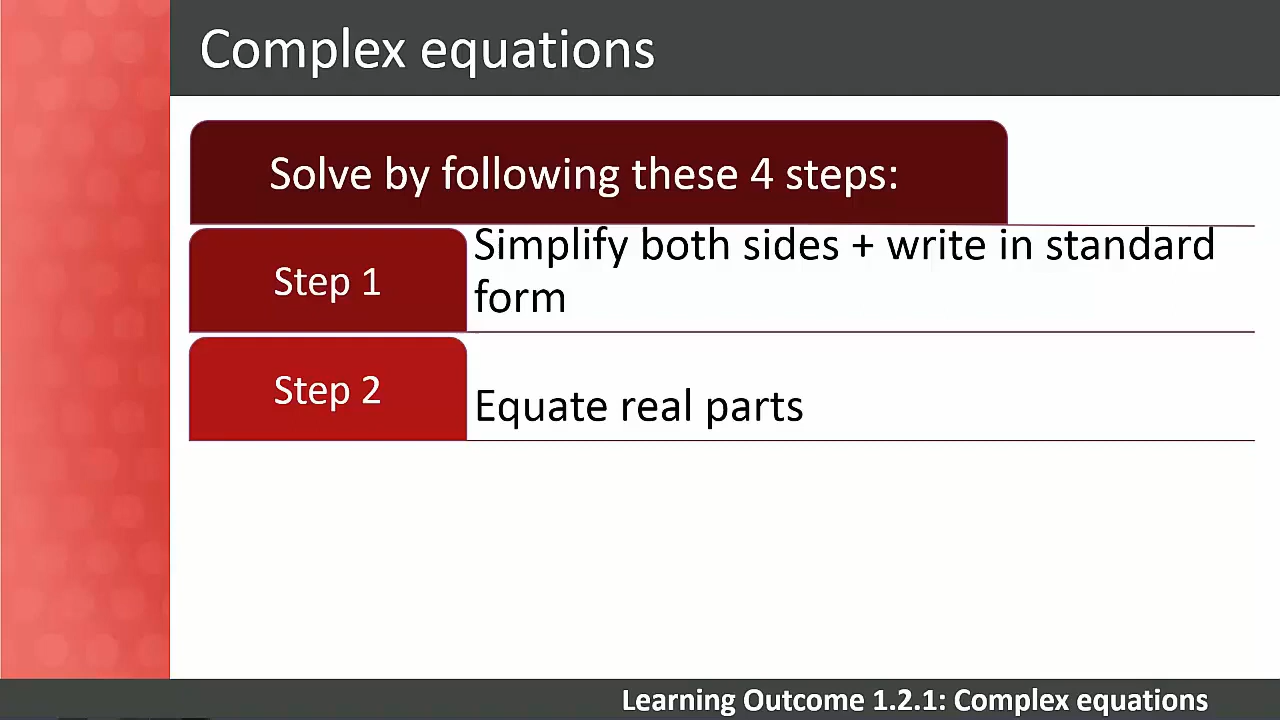 Complex equations
Solve by following these 4 steps:
Step 1
Simplify both sides + write in standard
form
Step 2
Equate real parts
Learning Outcome 1.2.1: Complex equations